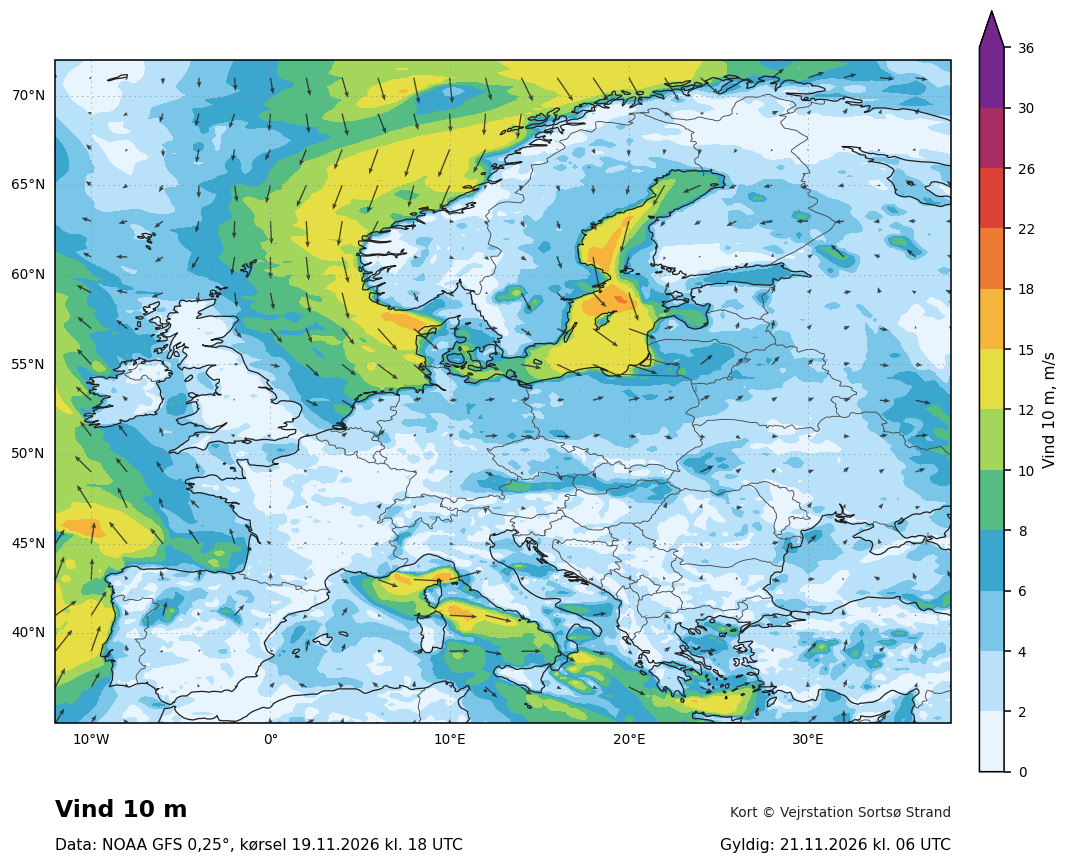 36
30
26
22
18
15
12
10
8
6
4
2
0
Vind 10 m, m/s
70°N
65°N
60°N
55°N
50°N
45°N
40°N
10°W
0°
10°E
20°E
30°E
Vind 10 m
Kort © Vejrstation Sortsø Strand
Data: NOAA GFS 0,25°, kørsel 19.11.2026 kl. 18 UTC
Gyldig: 21.11.2026 kl. 06 UTC